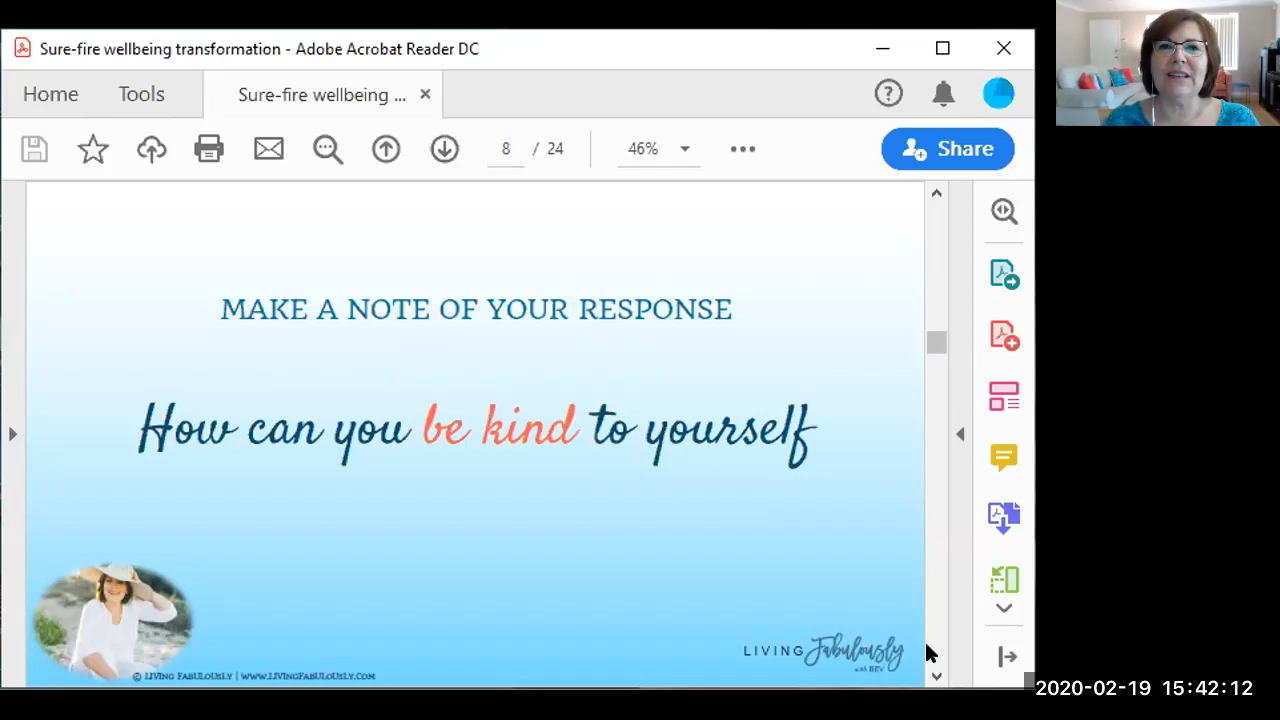 Sure-fire wellbeing transformation - Adobe Acrobat Reader DC
Home
Tools
Sure-fire wellbeing ...
8 / 24
46%
Share
MAKE A NOTE OF YOUR RESPONSE
How can you be kind to yourself
LIVING Fabulously
with BEV
© LIVING FABULOUSLY | WWW.LIVINGFABULOUSLY.COM
2020-02-19 15:42:12